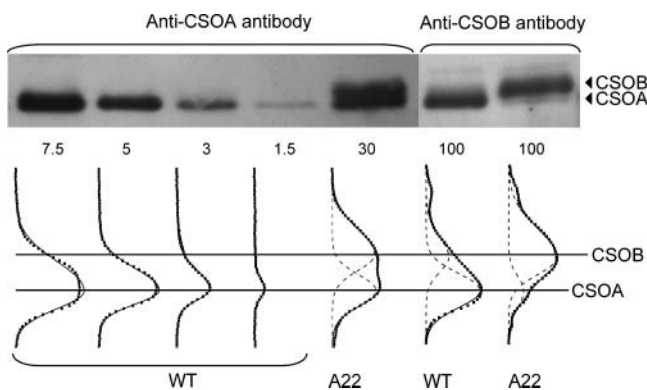 Anti-CSOA antibody Anti-CSOB antibody
CSOB
CSOA
7.5 5 3 1.5 30 100 100
CSOB
CSOA
WT A22 WT A22